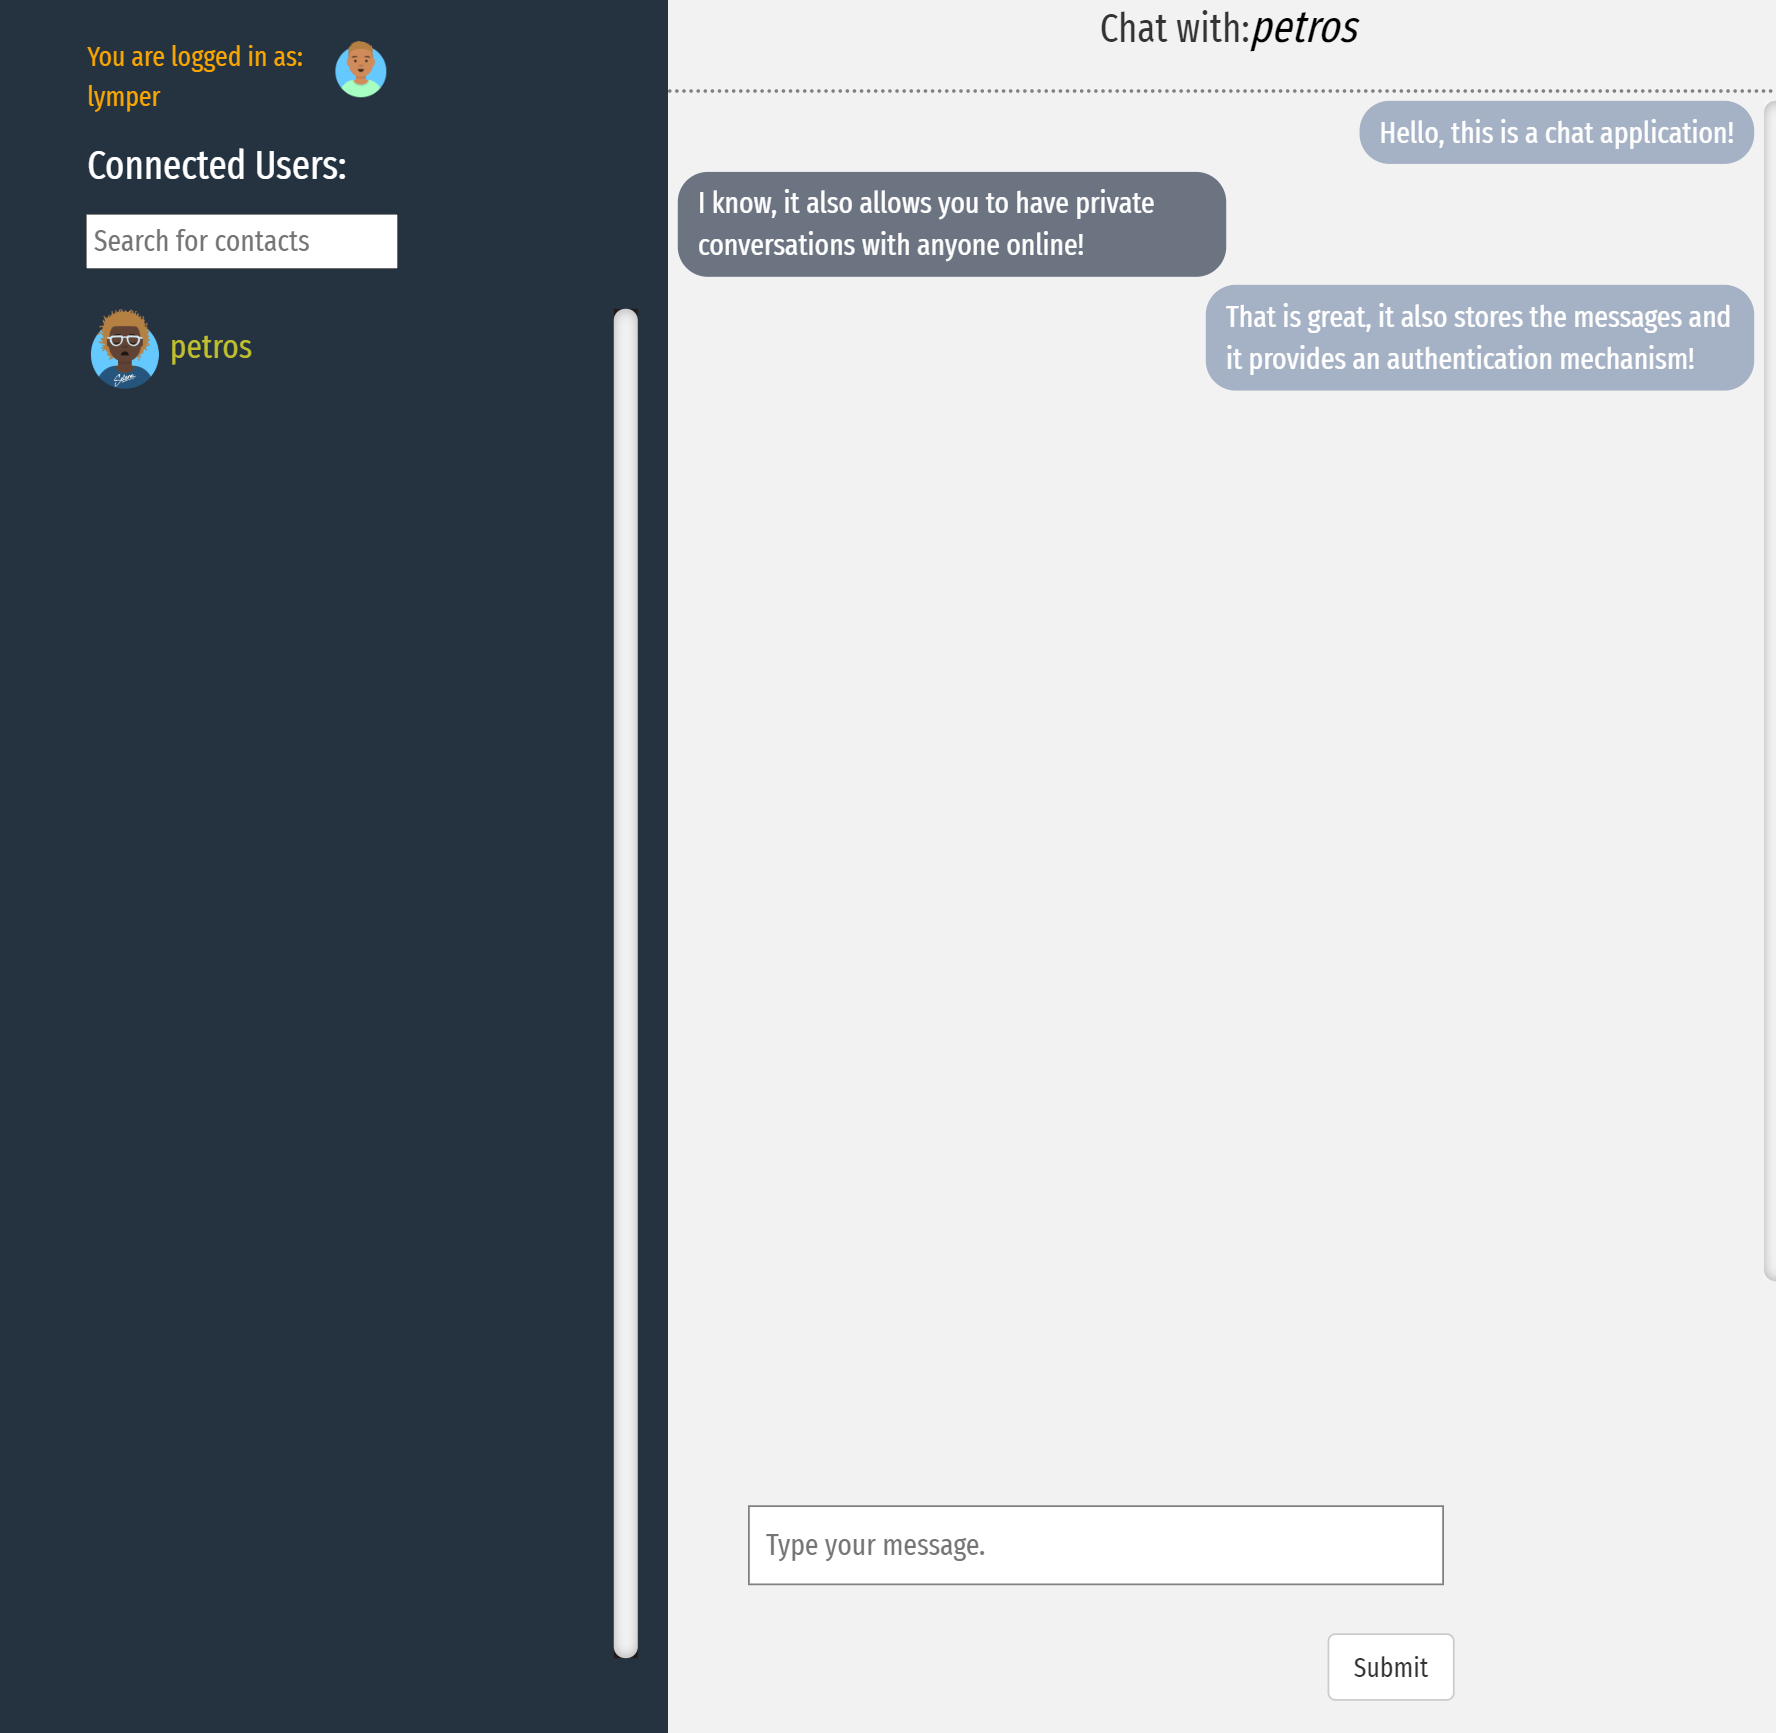 You are logged in as:
lymper
Connected Users:
Search for contacts
petros
Chat with:petros
Hello, this is a chat application!
I know, it also allows you to have private
conversations with anyone online!
That is great, it also stores the messages and
it provides an authentication mechanism!
Type your message.
Submit